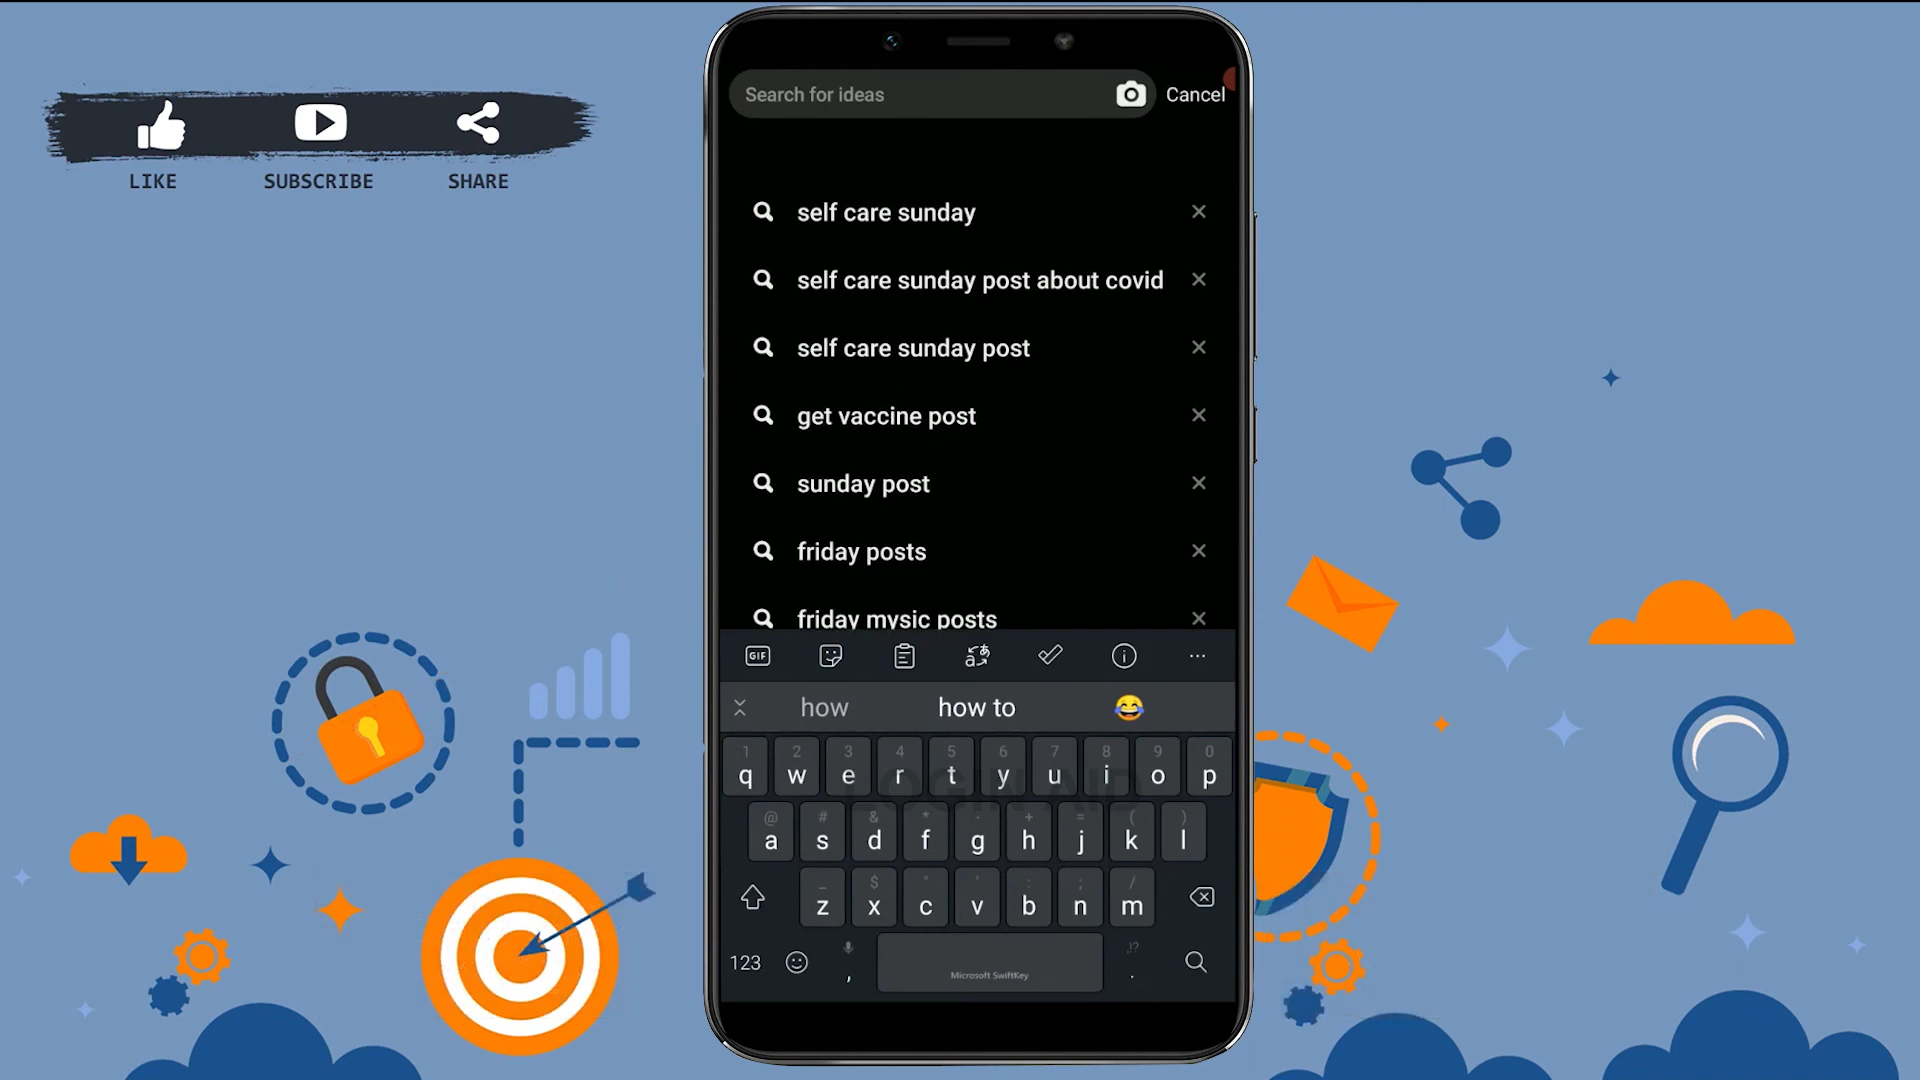 LIKE
SUBSCRIBE
SHARE
Search for ideas
Cancel
self care sunday
self care sunday post about covid
self care sunday post
get vaccine post
sunday post
friday posts
friday mysic posts
GIF
how
how to
😂
1 2 3 4 5 6 7 8 9 0
q w e r t y u i o p
LOGIN AID
@ # & * - + = ( )
a s d f g h j k l
_ $ " ' : ; /
z x c v b n m
123
,
Microsoft SwiftKey
,!?
.